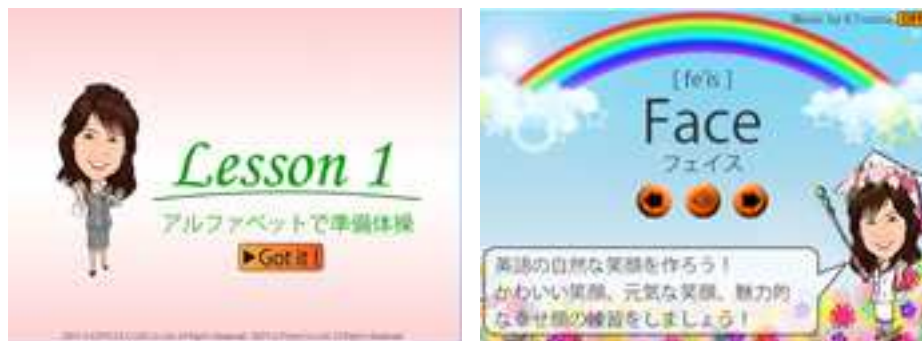 Lesson 1
アルファベットで準備体操
Got it !
Music by
[fe'is]
Face
フェイス
英語の自然な笑顔を作ろう！
かわいい笑顔、元気な笑顔、魅力的
な幸せ顔の練習をしましょう！